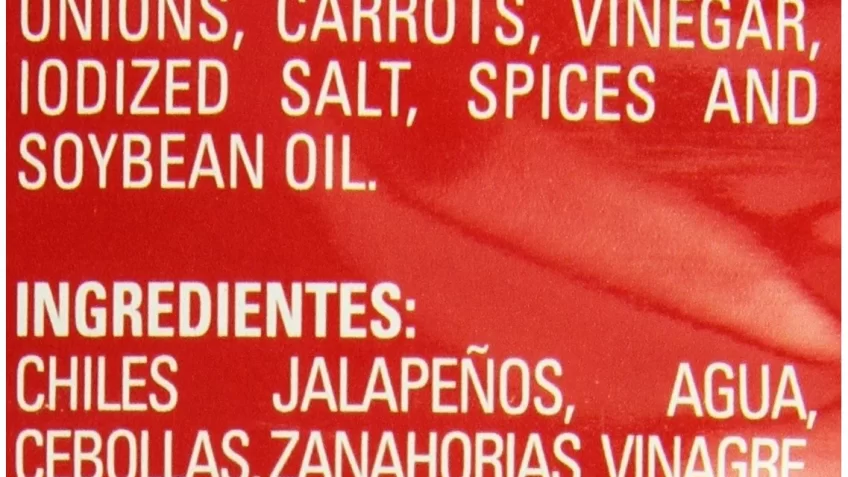 ONIONS, CARROTS, VINEGAR,
IODIZED SALT, SPICES AND
SOYBEAN OIL.
INGREDIENTES:
CHILES JALAPEÑOS, AGUA,
CEBOLLAS, ZANAHORIAS, VINAGRE,